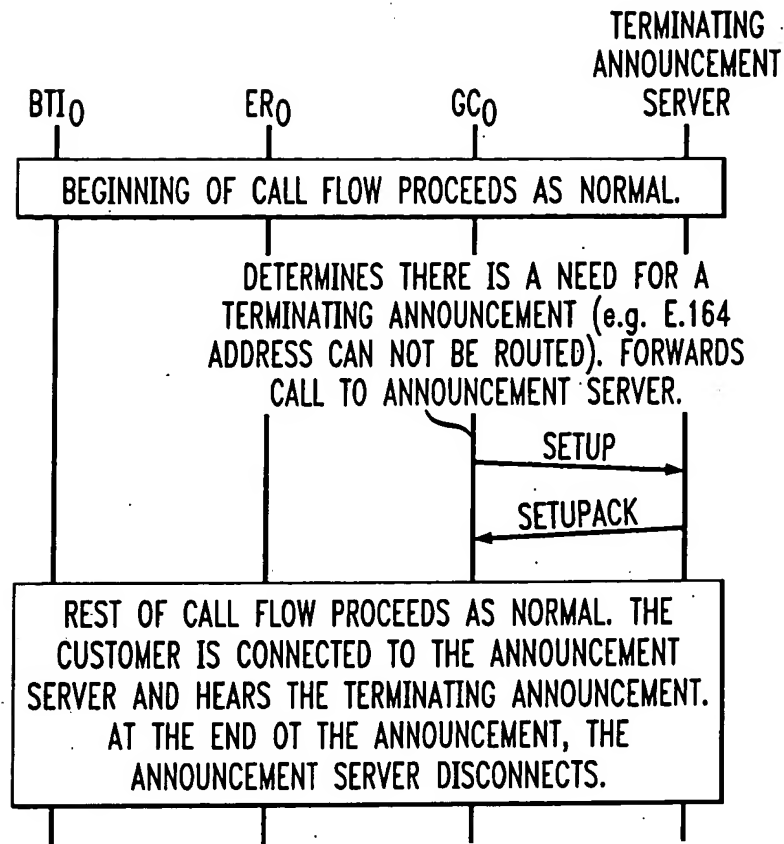 TERMINATING
ANNOUNCEMENT
BTI0 ER0 GC0 SERVER
BEGINNING OF CALL FLOW PROCEEDS AS NORMAL.
DETERMINES THERE IS A NEED FOR A
TERMINATING ANNOUNCEMENT (e.g. E.164
ADDRESS CAN NOT BE ROUTED). FORWARDS
CALL TO ANNOUNCEMENT SERVER.
SETUP
SETUPACK
REST OF CALL FLOW PROCEEDS AS NORMAL. THE
CUSTOMER IS CONNECTED TO THE ANNOUNCEMENT
SERVER AND HEARS THE TERMINATING ANNOUNCEMENT.
AT THE END OT THE ANNOUNCEMENT, THE
ANNOUNCEMENT SERVER DISCONNECTS.